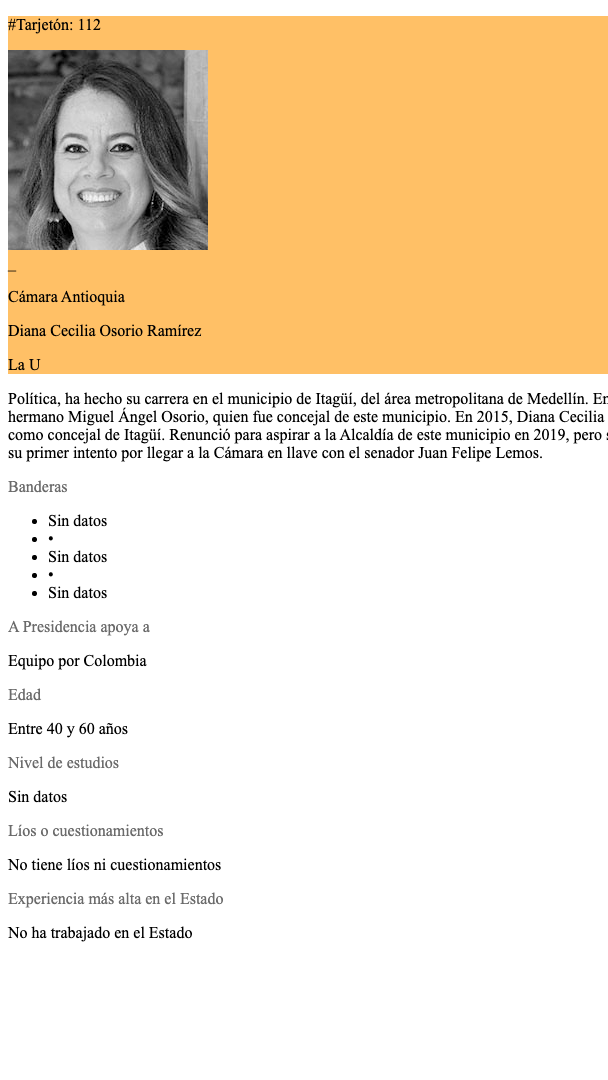 #Tarjetón: 112
_
Cámara Antioquia
Diana Cecilia Osorio Ramírez
La U
Política, ha hecho su carrera en el municipio de Itagüí, del área metropolitana de Medellín. En
hermano Miguel Ángel Osorio, quien fue concejal de este municipio. En 2015, Diana Cecilia
como concejal de Itagüí. Renunció para aspirar a la Alcaldía de este municipio en 2019, pero
su primer intento por llegar a la Cámara en llave con el senador Juan Felipe Lemos.
Banderas
• Sin datos
• •
• Sin datos
• •
• Sin datos
A Presidencia apoya a
Equipo por Colombia
Edad
Entre 40 y 60 años
Nivel de estudios
Sin datos
Líos o cuestionamientos
No tiene líos ni cuestionamientos
Experiencia más alta en el Estado
No ha trabajado en el Estado